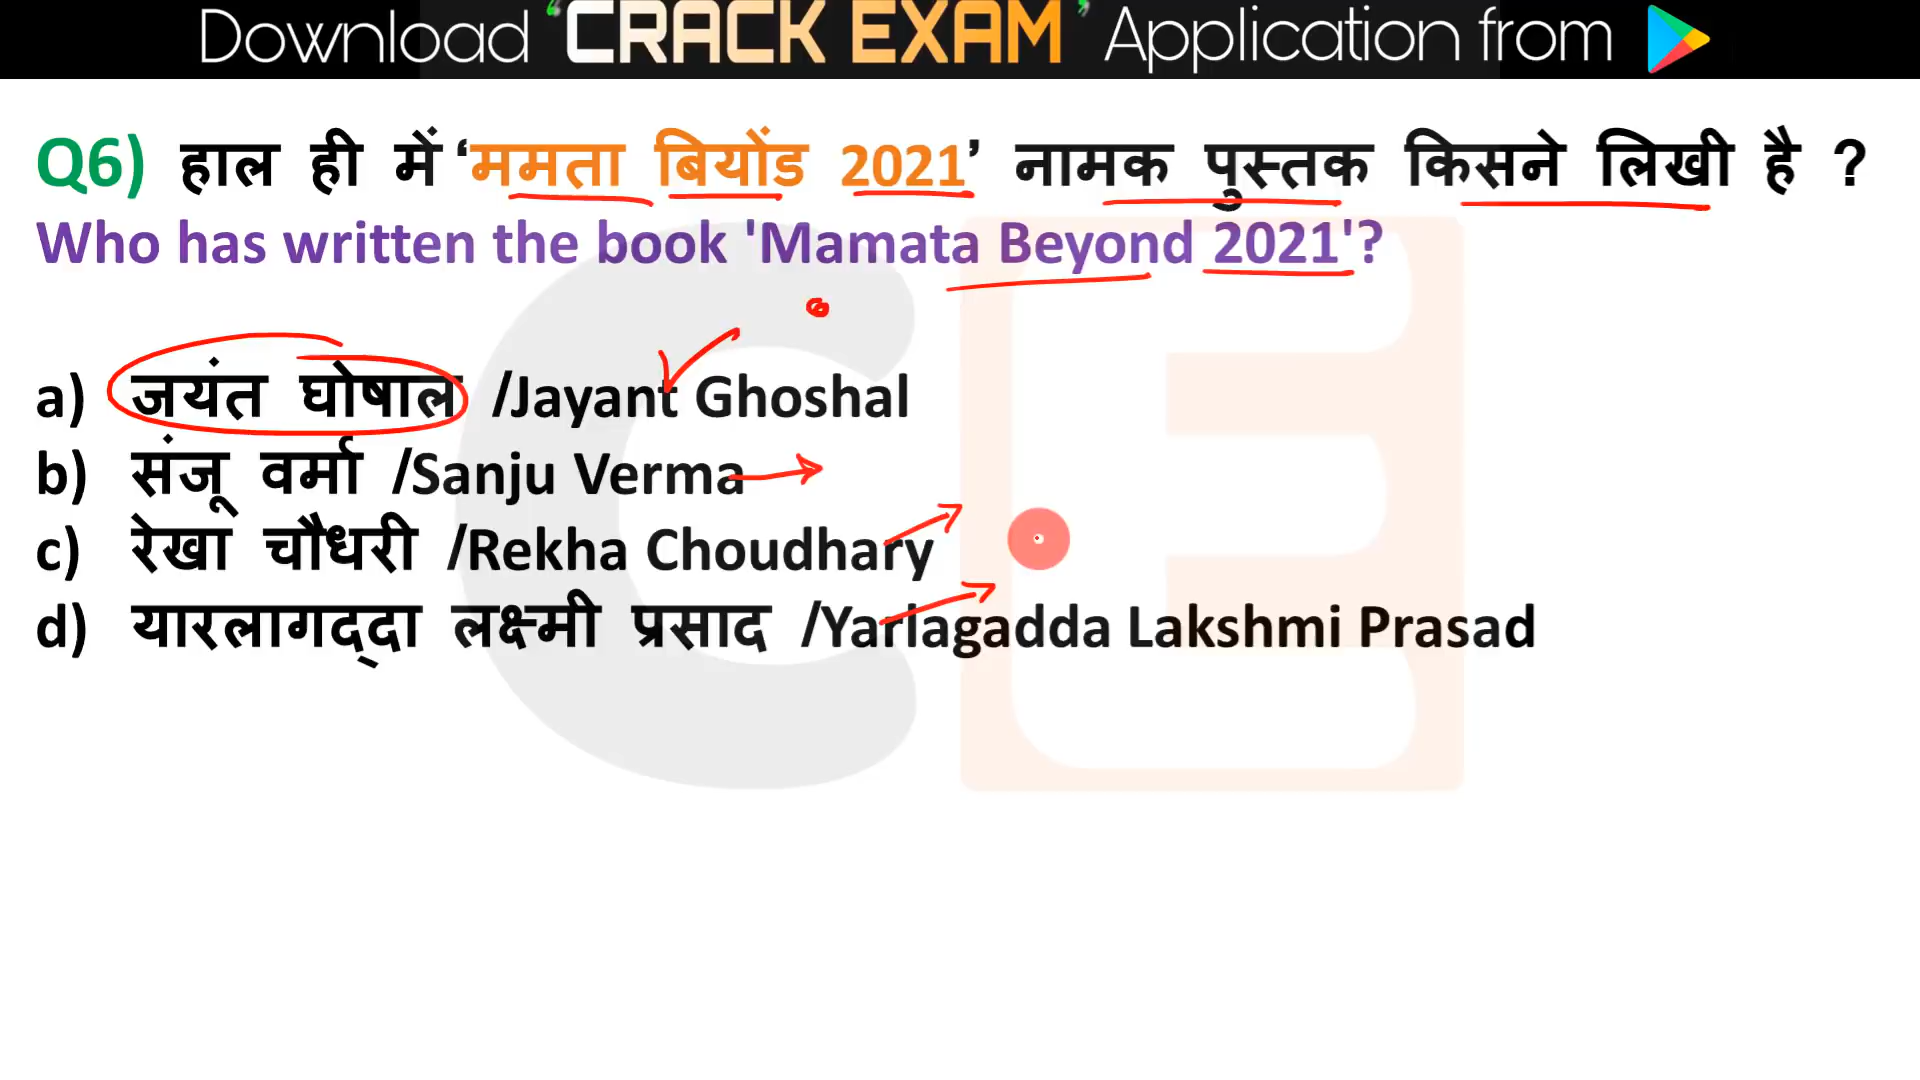 Download ‘CRACK EXAM’ Application from
Q6) हाल ही में ‘ममता बियोंड 2021’ नामक पुस्तक किसने लिखी है ?
Who has written the book 'Mamata Beyond 2021'?
a) जयंत घोषाल /Jayant Ghoshal
b) संजू वर्मा /Sanju Verma
c) रेखा चौधरी /Rekha Choudhary
d) यारलागद्दा लक्ष्मी प्रसाद /Yarlagadda Lakshmi Prasad
CE